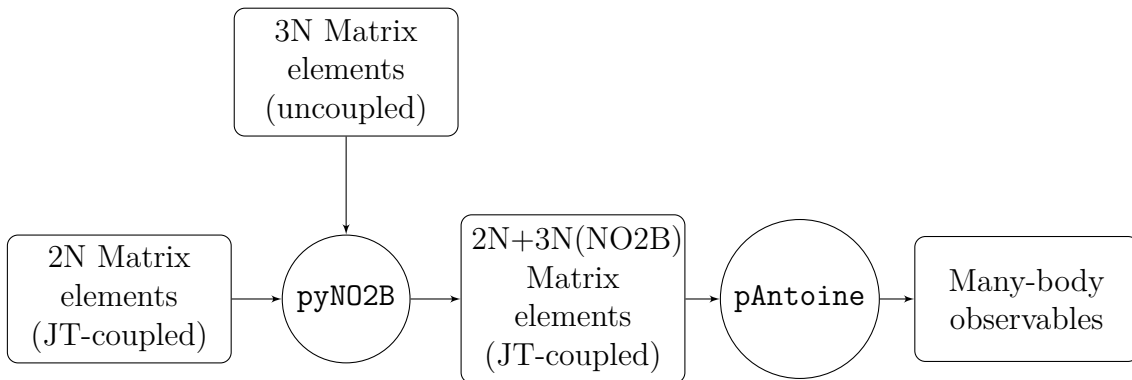 3N Matrix
elements
(uncoupled)
2N Matrix
elements
(JT-coupled)
pyNO2B
2N+3N(NO2B)
Matrix
elements
(JT-coupled)
pAntoine
Many-body
observables